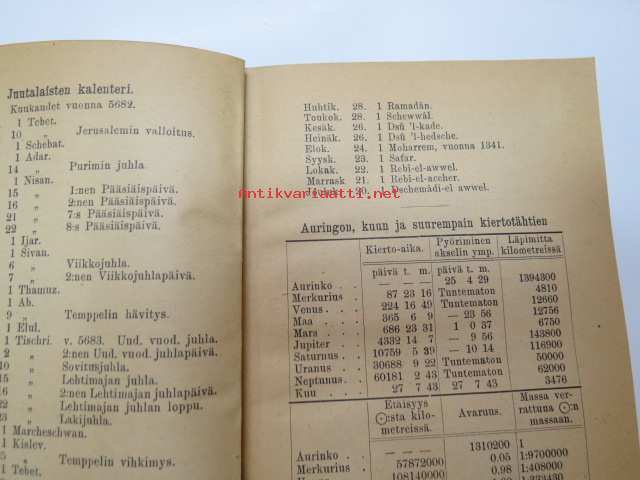 Juutalaisten kalenteri.
Kuukaudet vuonna 5682.
1 Tebet.
10 „ Jerusalemin valloitus.
1 Schebat.
1 Adar.
14 „ Purimin juhla.
1 Nisan.
15 „ 1:nen Pääsiäispäivä.
16 „ 2:nen Pääsiäispäivä.
21 „ 7:s Pääsiäispäivä.
22 „ 8:s Pääsiäispäivä.
1 Ijar.
1 Sivan.
6 „ Viikkojuhla.
7 „ 2:nen Viikkojuhlapäivä.
1 Thamuz.
1 Ab.
9 „ Temppelin hävitys.
1 Elul.
1 Tischri. v. 5683. Uud. vuod. juhla.
2 „ 2:nen Uud. vuod. juhlapäivä.
10 „ Sovitusjuhla.
15 „ Lehtimajan juhla.
16 „ 2:nen Lehtimajan juhlapäivä.
22 „ Lehtimajan juhlan loppu.
23 „ Lakijuhla.
1 Marcheschwan.
1 Kislev.
„ Temppelin vihkimys.
1 Tebet.
Huhtik. 28. 1 Ramadân.
Toukok. 28. 1 Schewwâl.
Kesäk. 26. 1 Dsû 'l-kade.
Heinäk. 26. 1 Dsû 'l-hedsche.
Elok. 24. 1 Moharrem, vuonna 1341.
Syysk. 23. 1 Safar.
Lokak. 22. 1 Rebî-el-awwel.
Marrask. 21. 1 Rebî-el-accher.
Jouluk. 20. 1 Dschemâdi-el awwel.
Antikvariaatti.net
Auringon, kuun ja suurempain kiertotähtien
Kierto-aika. Pyöriminen akselin ymp. Läpimitta kilometreissä
päivä t. m. päivä t. m.
Aurinko . . — — — 25 4 29 1394300
Merkurius . 87 23 16 Tuntematon 4810
Venus . . . 224 16 49 Tuntematon 12660
Maa . . . 365 6 9 — 23 56 12756
Mars . . . 686 23 31 1 0 37 6750
Jupiter . . 4332 14 7 — 9 56 143800
Saturnus . . 10759 5 39 — 10 14 116900
Uranus . . 30688 9 22 Tuntematon 50000
Neptunus . . 60181 2 43 Tuntematon 62000
Kuu . . . 27 7 43 27 7 43 3476
Etäisyys ☉:sta kilometreissä. Avaruus. Massa verrattuna ☉:n massaan.
Aurinko . . — — — 1310200 1
Merkurius . 57872000 0.05 1:9700000
108140000 0.98 1:408000